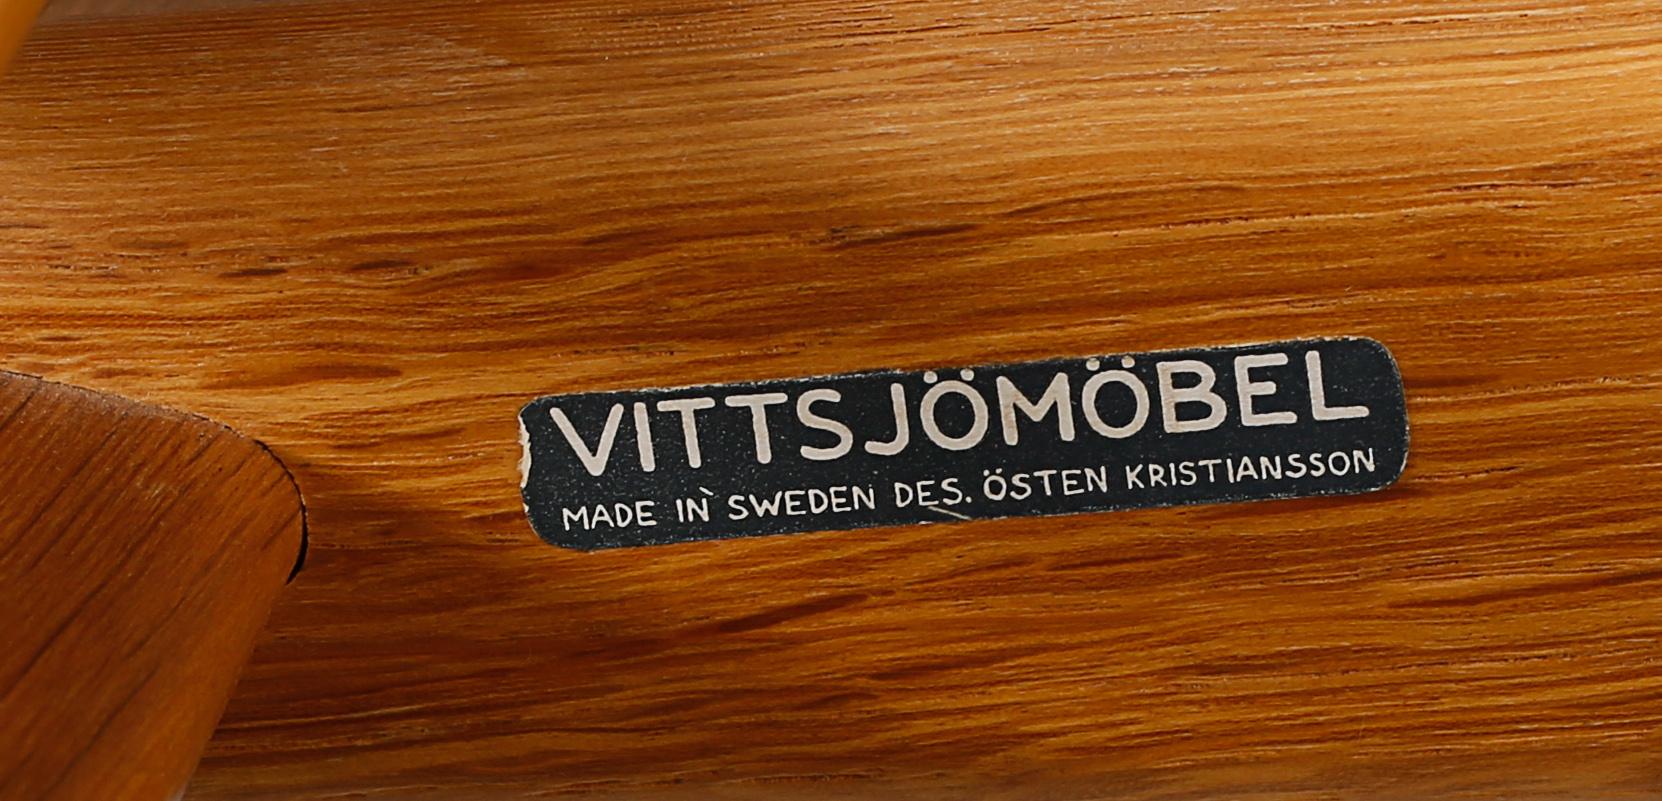 VITTSJÖMÖBEL
MADE IN SWEDEN DES. ÖSTEN KRISTIANSSON